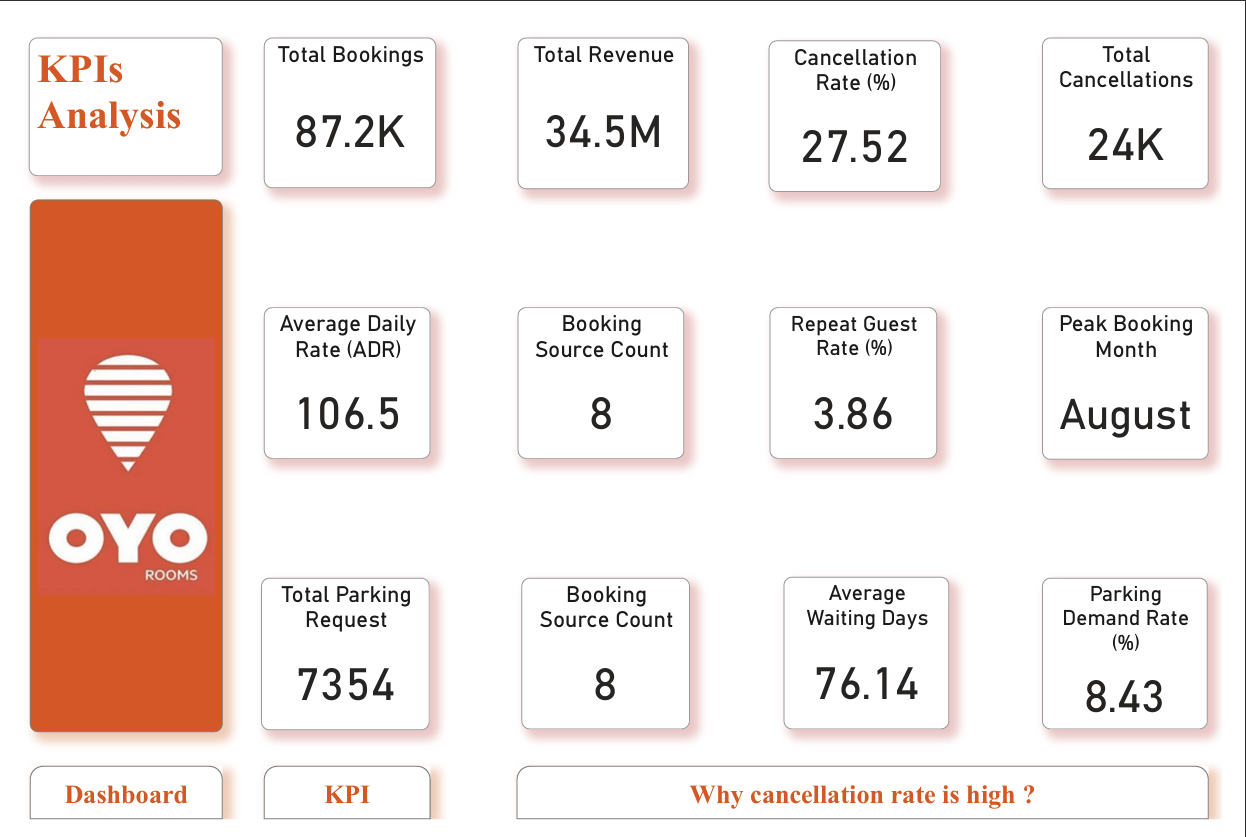 KPIs
Analysis
Total Bookings
87.2K
Total Revenue
34.5M
Cancellation
Rate (%)
27.52
Total
Cancellations
24K
Average Daily
Rate (ADR)
106.5
Booking
Source Count
8
Repeat Guest
Rate (%)
3.86
Peak Booking
Month
August
OYO
ROOMS
Total Parking
Request
7354
Booking
Source Count
8
Average
Waiting Days
76.14
Parking
Demand Rate
(%)
8.43
Dashboard
KPI
Why cancellation rate is high ?